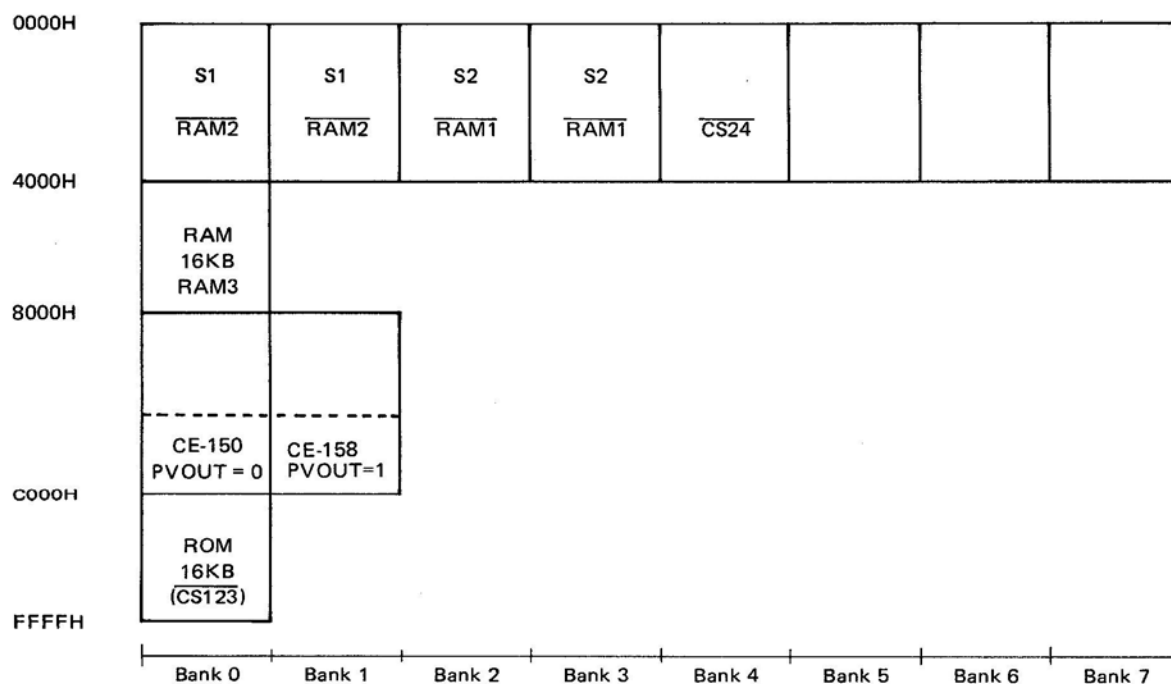 0000H
S1 S1 S2 S2
RAM2 RAM2 RAM1 RAM1 CS24
4000H
RAM
16KB
RAM3
8000H
CE-150 CE-158
PVOUT = 0 PVOUT=1
C000H
ROM
16KB
(CS123)
FFFFH
Bank 0 Bank 1 Bank 2 Bank 3 Bank 4 Bank 5 Bank 6 Bank 7